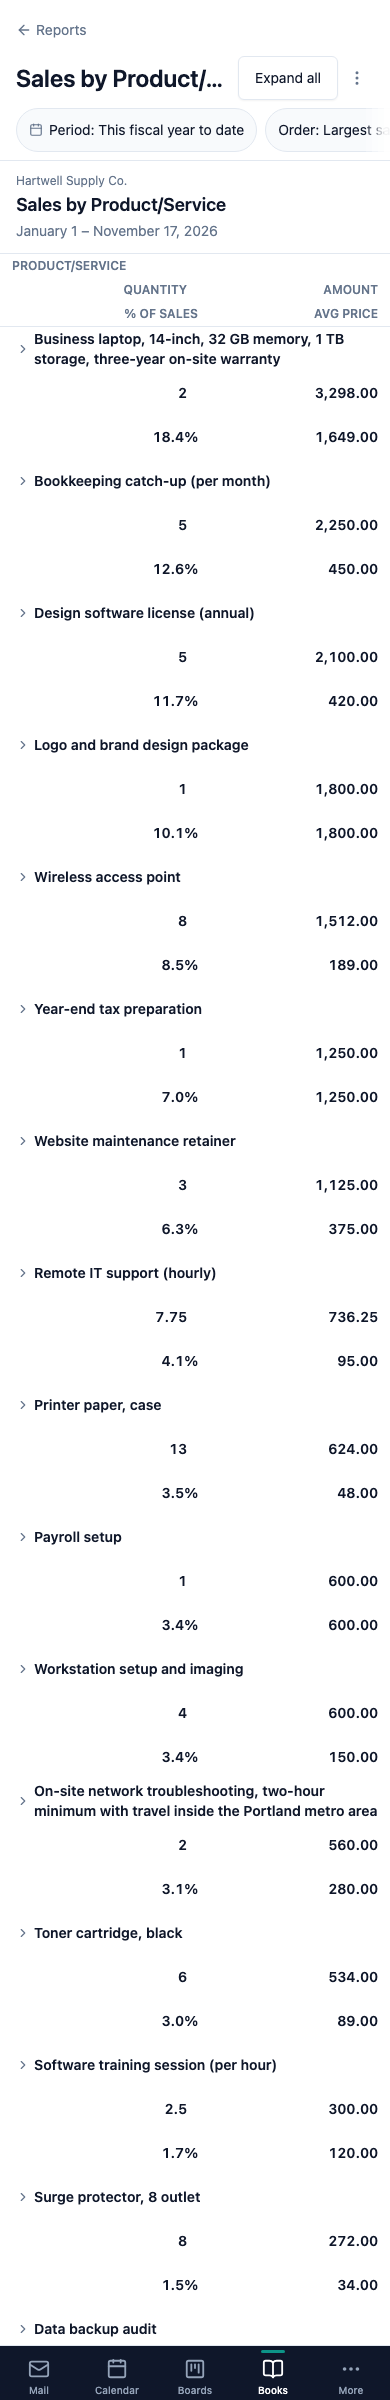 Reports
Sales by Product/...
Expand all
Period: This fiscal year to date
Order: Largest sa
Hartwell Supply Co.
Sales by Product/Service
January 1 – November 17, 2026
PRODUCT/SERVICE
QUANTITY AMOUNT
% OF SALES AVG PRICE
Business laptop, 14-inch, 32 GB memory, 1 TB
storage, three-year on-site warranty
2 3,298.00
18.4% 1,649.00
Bookkeeping catch-up (per month)
5 2,250.00
12.6% 450.00
Design software license (annual)
5 2,100.00
11.7% 420.00
Logo and brand design package
1 1,800.00
10.1% 1,800.00
Wireless access point
8 1,512.00
8.5% 189.00
Year-end tax preparation
1 1,250.00
7.0% 1,250.00
Website maintenance retainer
3 1,125.00
6.3% 375.00
Remote IT support (hourly)
7.75 736.25
4.1% 95.00
Printer paper, case
13 624.00
3.5% 48.00
Payroll setup
1 600.00
3.4% 600.00
Workstation setup and imaging
4 600.00
3.4% 150.00
On-site network troubleshooting, two-hour
minimum with travel inside the Portland metro area
2 560.00
3.1% 280.00
Toner cartridge, black
6 534.00
3.0% 89.00
Software training session (per hour)
2.5 300.00
1.7% 120.00
Surge protector, 8 outlet
8 272.00
1.5% 34.00
Data backup audit
Mail Calendar Boards Books More